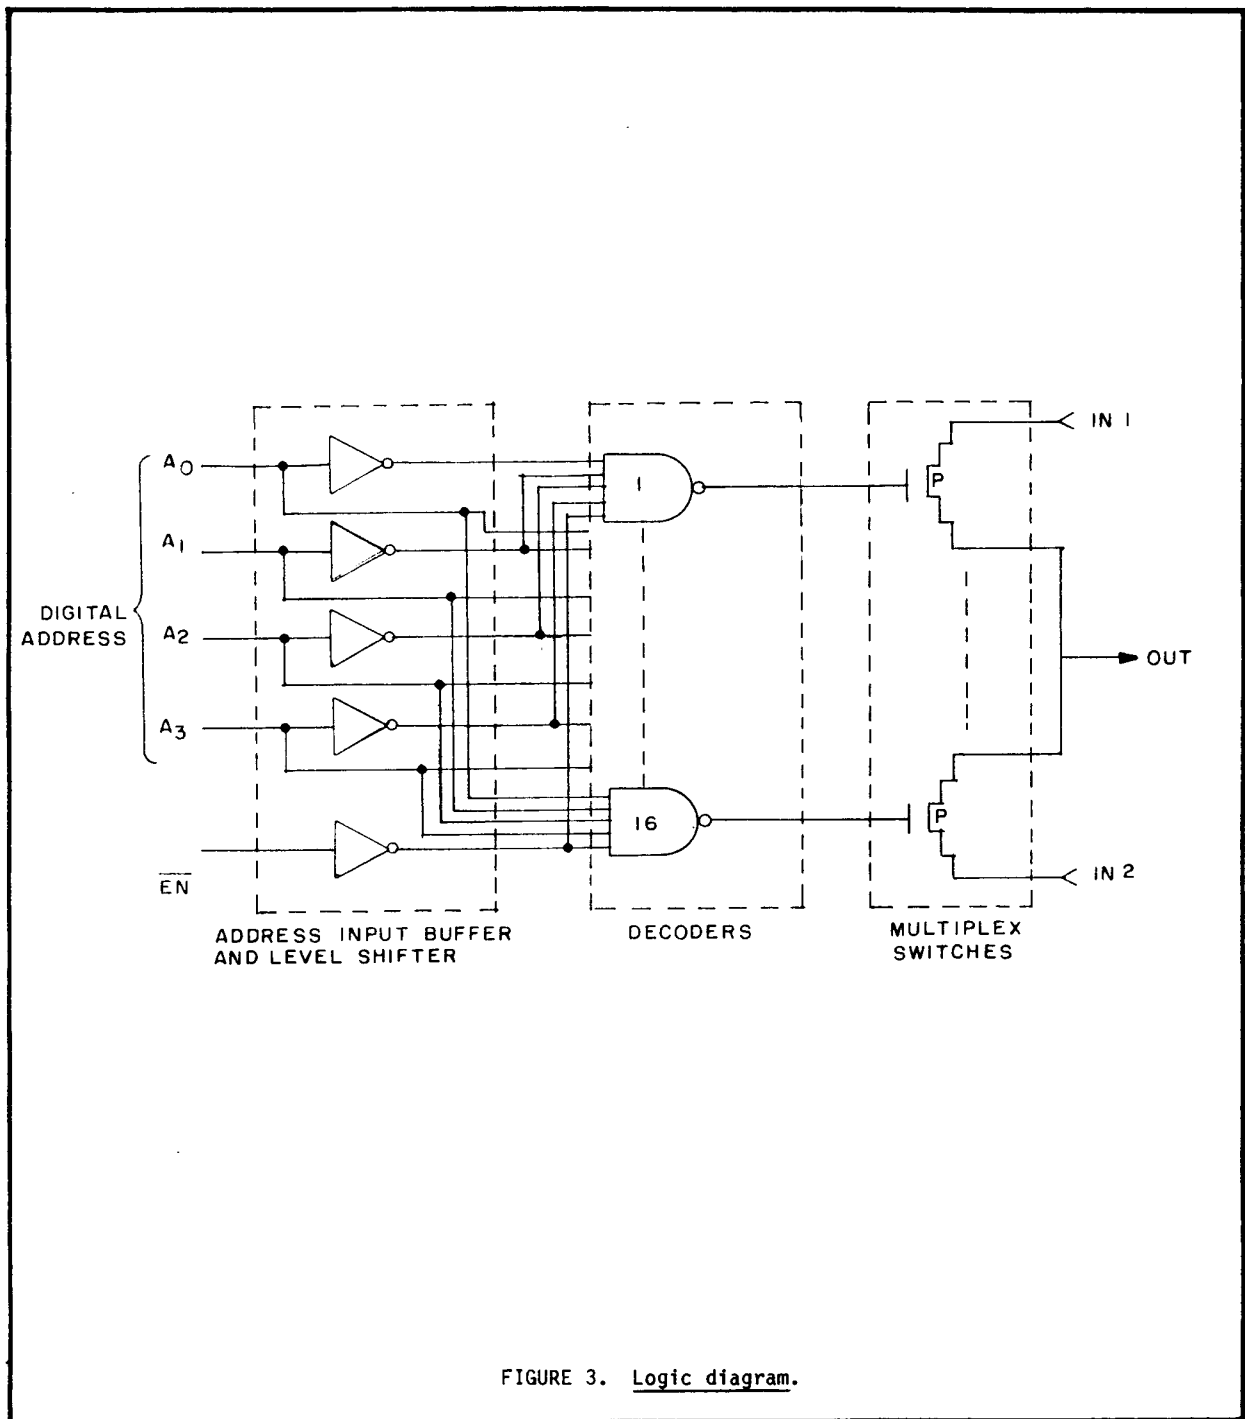 A0
A1
DIGITAL
ADDRESS
A2
A3
EN
1
16
P
P
IN 1
OUT
IN 2
ADDRESS INPUT BUFFER
AND LEVEL SHIFTER
DECODERS
MULTIPLEX
SWITCHES
FIGURE 3. Logic diagram.